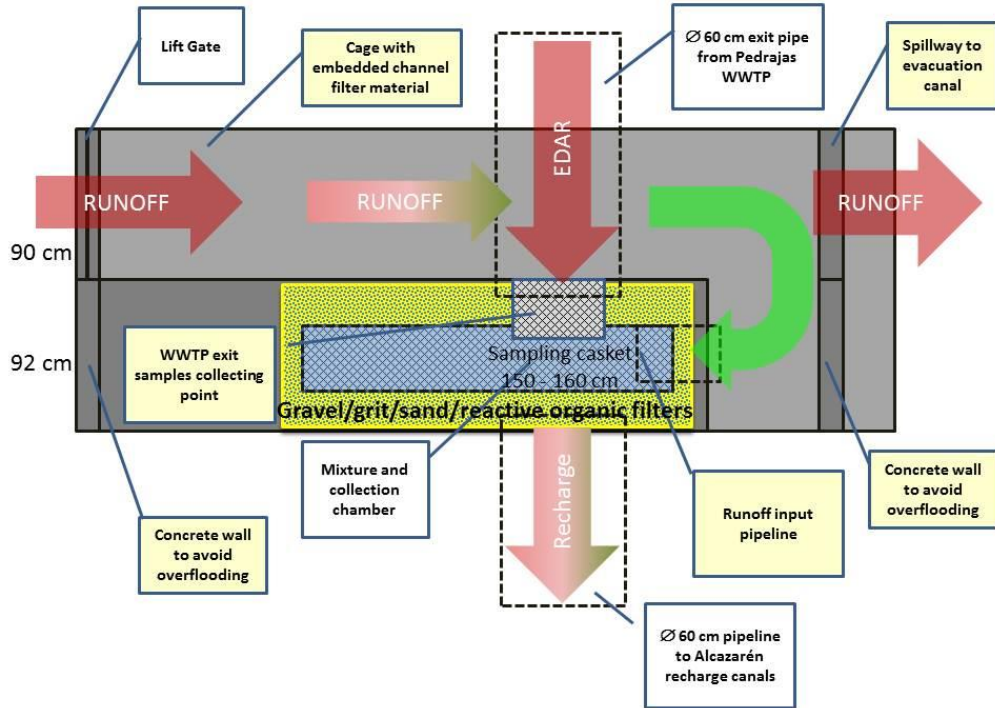 Lift Gate
Cage with
embedded channel
filter material
Ø 60 cm exit pipe
from Pedrajas
WWTP
Spillway to
evacuation
canal
RUNOFF
RUNOFF
EDAR
RUNOFF
90 cm
92 cm
WWTP exit
samples collecting
point
Sampling casket
150 - 160 cm
Gravel/grit/sand/reactive organic filters
Mixture and
collection
chamber
Recharge
Runoff input
pipeline
Concrete wall
to avoid
overflooding
Concrete wall
to avoid
overflooding
Ø 60 cm pipeline
to Alcazarén
recharge canals